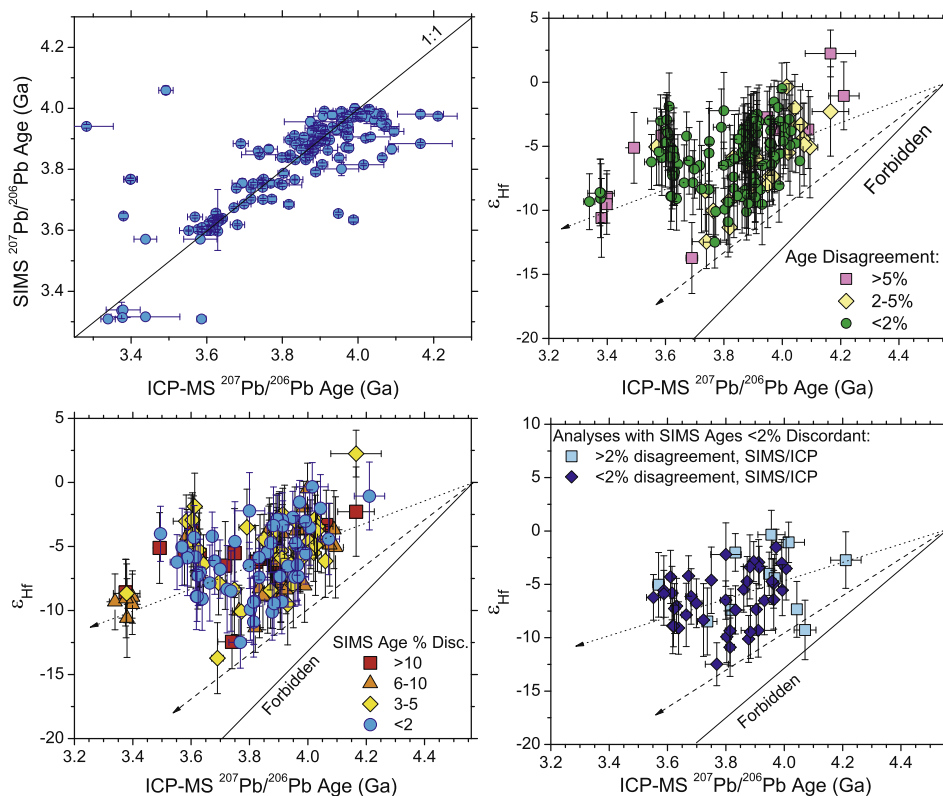 4.2
4.0
3.8
3.6
3.4
SIMS ²⁰⁷Pb/²⁰⁶Pb Age (Ga)
1:1
3.4 3.6 3.8 4.0 4.2
ICP-MS ²⁰⁷Pb/²⁰⁶Pb Age (Ga)
5
0
-5
-10
-15
-20
εHf
Forbidden
Age Disagreement:
>5%
2-5%
<2%
3.2 3.4 3.6 3.8 4.0 4.2 4.4
ICP-MS ²⁰⁷Pb/²⁰⁶Pb Age (Ga)
5
0
-5
-10
-15
-20
εHf
Forbidden
SIMS Age % Disc.
>10
6-10
3-5
<2
3.2 3.4 3.6 3.8 4.0 4.2 4.4
ICP-MS ²⁰⁷Pb/²⁰⁶Pb Age (Ga)
10
5
0
-5
-10
-15
-20
εHf
Analyses with SIMS Ages <2% Discordant:
>2% disagreement, SIMS/ICP
<2% disagreement, SIMS/ICP
Forbidden
3.2 3.4 3.6 3.8 4.0 4.2 4.4
ICP-MS ²⁰⁷Pb/²⁰⁶Pb Age (Ga)